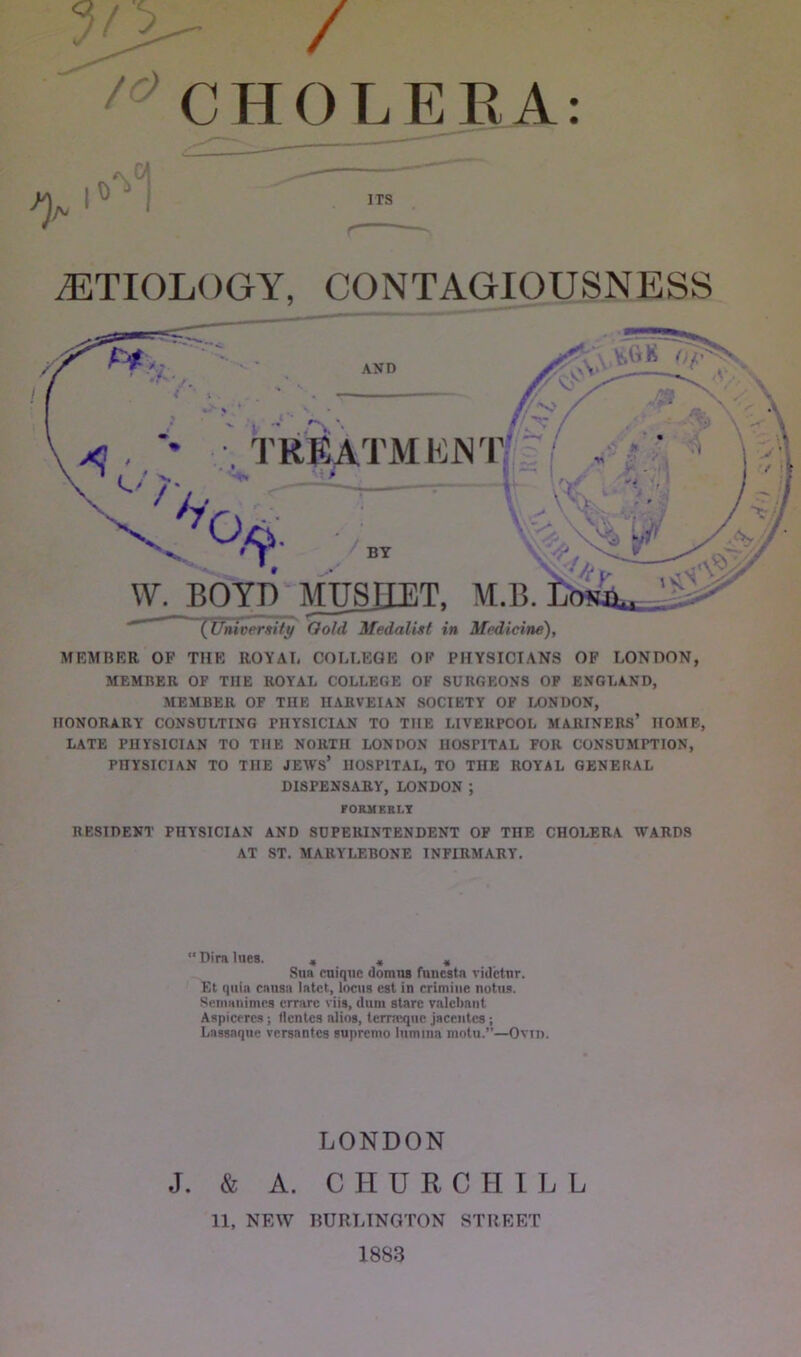 CHOLERA:
ITS
ÆTIOLOGY, CONTAGIOUSNESS
AND
TREATMENT
BY
W. BOYD MUSHET, M.B. LOND.,
(University Gold Medalist in Medicine),
MEMBER OF THE ROYAL COLLEGE OF PHYSICIANS OF LONDON,
MEMBER OF THE ROYAL COLLEGE OF SURGEONS OF ENGLAND,
MEMBER OF THE HARVEIAN SOCIETY OF LONDON,
HONORARY CONSULTING PHYSICIAN TO THE LIVERPOOL MARINERS' HOME,
LATE PHYSICIAN TO THE NORTH LONDON HOSPITAL FOR CONSUMPTION,
PHYSICIAN TO THE JEWS' HOSPITAL, TO THE ROYAL GENERAL
DISPENSARY, LONDON ;
FORMERLY
RESIDENT PHYSICIAN AND SUPERINTENDENT OF THE CHOLERA WARDS
AT ST. MARYLEBONE INFIRMARY.
“Dira lues. * * *
Sua cuique domus funesta videtur.
Et quia causa latet, locus est in crimine notus.
Semanimes errare viis, dum stare valebant
Aspiceres ; flentes alios, terræque jacentes ;
Lassaque versantes supremo lumina motu.”—OVID.
LONDON
J. & A. CHURCHILL
11, NEW BURLINGTON STREET
1883